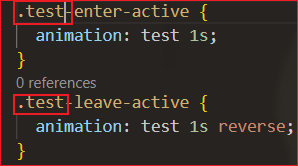 .test-enter-active {
animation: test 1s;
}
0 references
.test-leave-active {
animation: test 1s reverse;
}